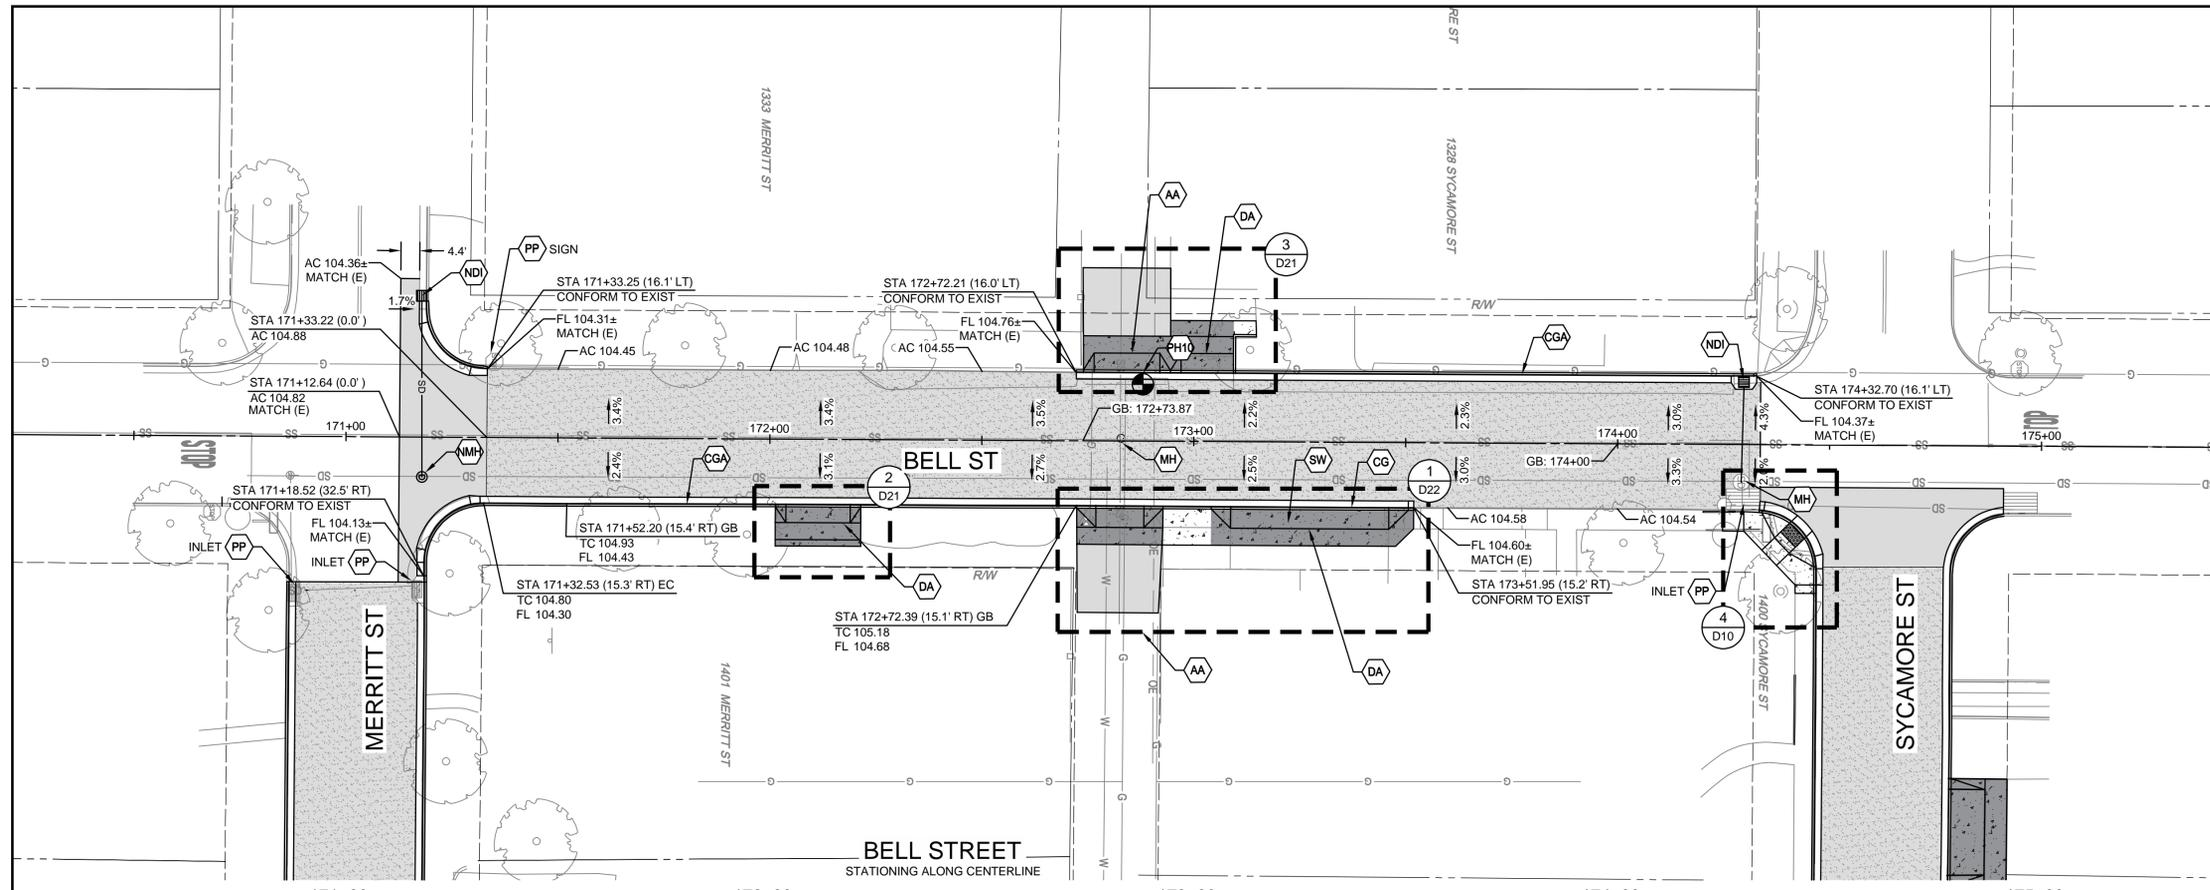 RE ST
1333 MERRITT ST
1328 SYCAMORE ST
AA
DA
3
D21
4.4'
PP SIGN
AC 104.36±
MATCH (E)
NDI
1.7%
STA 171+33.25 (16.1' LT)
CONFORM TO EXIST
STA 172+72.21 (16.0' LT)
CONFORM TO EXIST
R/W
STA 171+33.22 (0.0' )
AC 104.88
FL 104.31±
MATCH (E)
FL 104.76±
MATCH (E)
AC 104.45
AC 104.48
AC 104.55
PH10
CGA
NDI
STA 171+12.64 (0.0' )
AC 104.82
MATCH (E)
STA 174+32.70 (16.1' LT)
CONFORM TO EXIST
FL 104.37±
MATCH (E)
3.4%
3.4%
3.5%
2.2%
2.3%
3.0%
4.3%
GB: 172+73.87
STOP
171+00
172+00
173+00
174+00
175+00
NMH
CGA
BELL ST
MH
SW
CG
GB: 174+00
2.4%
3.1%
2.7%
2.5%
3.0%
3.3%
1
D22
2
D21
MH
STA 171+18.52 (32.5' RT)
CONFORM TO EXIST
FL 104.13±
MATCH (E)
INLET PP
INLET PP
STA 171+52.20 (15.4' RT) GB
TC 104.93
FL 104.43
AC 104.58
AC 104.54
FL 104.60±
MATCH (E)
R/W
DA
STA 171+32.53 (15.3' RT) EC
TC 104.80
FL 104.30
STA 172+72.39 (15.1' RT) GB
TC 105.18
FL 104.68
STA 173+51.95 (15.2' RT)
CONFORM TO EXIST
INLET PP
4
D10
AA
DA
MERRITT ST
1401 MERRITT ST
1400 SYCAMORE ST
SYCAMORE ST
BELL STREET
STATIONING ALONG CENTERLINE